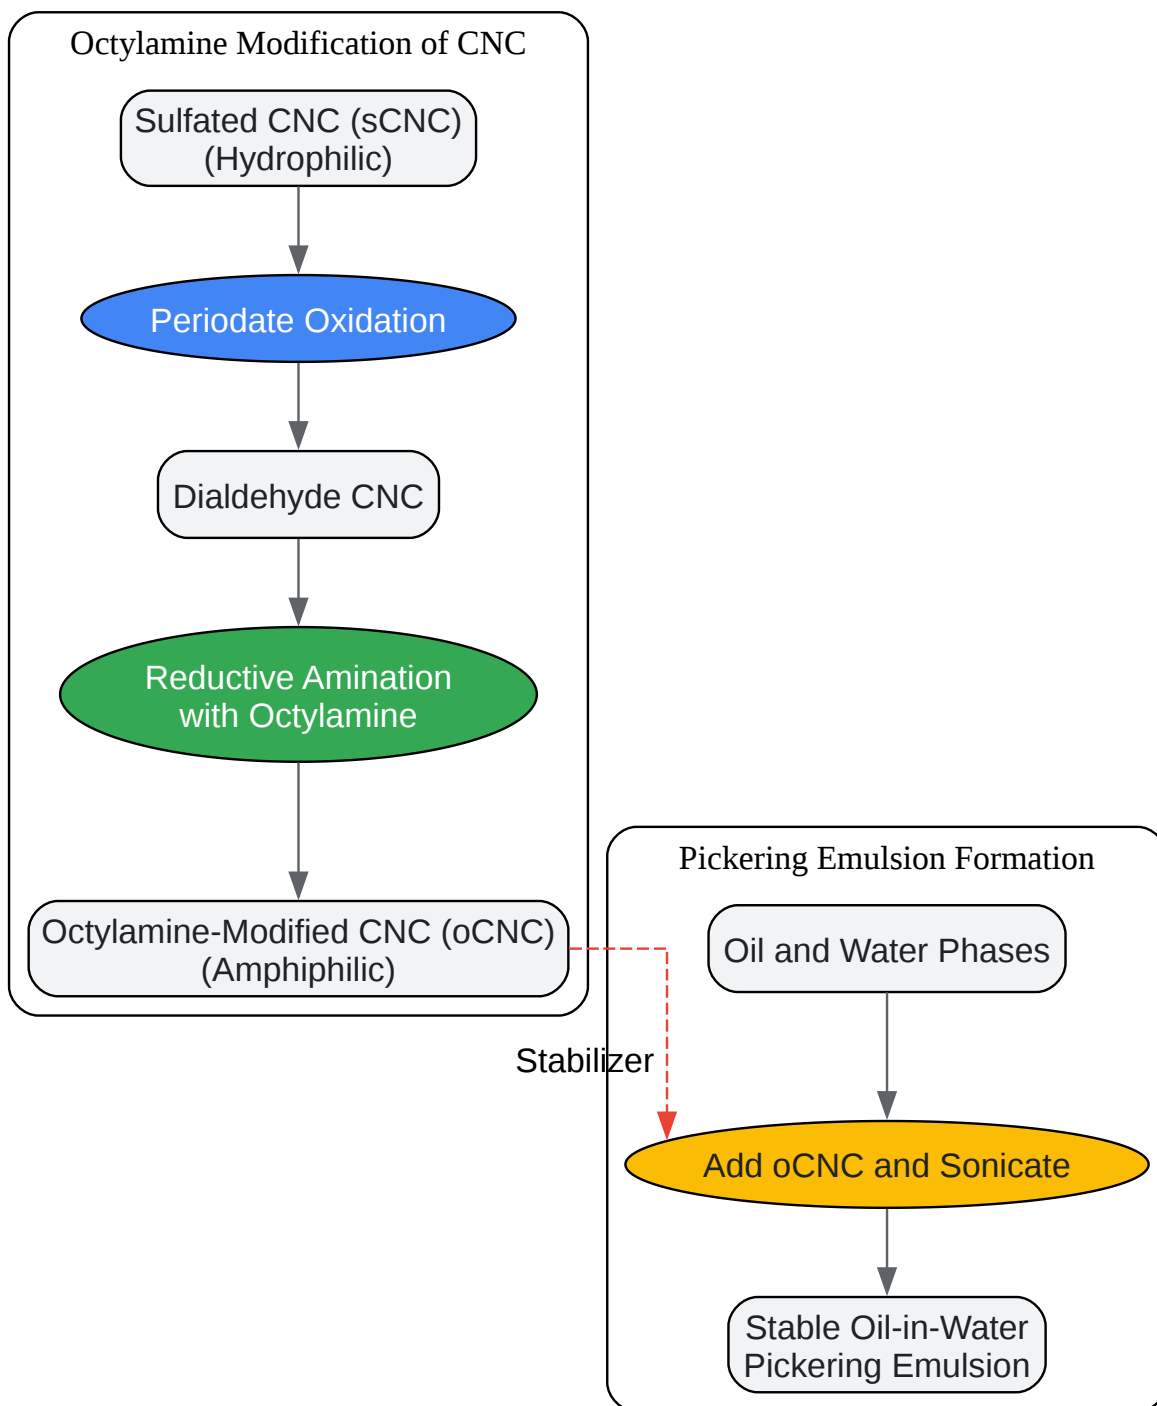 Octylamine Modification of CNC
Sulfated CNC (sCNC)
(Hydrophilic)
Periodate Oxidation
Dialdehyde CNC
Reductive Amination
with Octylamine
Octylamine-Modified CNC (oCNC)
(Amphiphilic)
Stabilizer
Pickering Emulsion Formation
Oil and Water Phases
Add oCNC and Sonicate
Stable Oil-in-Water
Pickering Emulsion